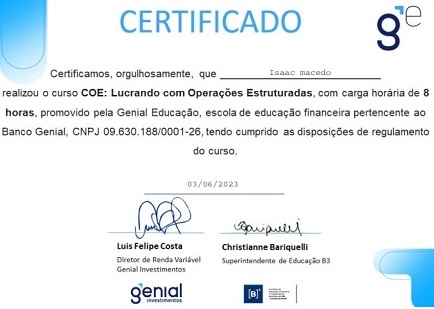 CERTIFICADO
ge
Certificamos, orgulhosamente, que Isaac macedo
realizou o curso COE: Lucrando com Operações Estruturadas, com carga horária de 8
horas, promovido pela Genial Educação, escola de educação financeira pertencente ao
Banco Genial, CNPJ 09.630.188/0001-26, tendo cumprido as disposições de regulamento
do curso.
03/06/2023
Bariquelli
Luis Felipe Costa
Diretor de Renda Variável
Genial Investimentos
Christianne Bariquelli
Superintendente de Educação B3
genial
investimentos
[B]³